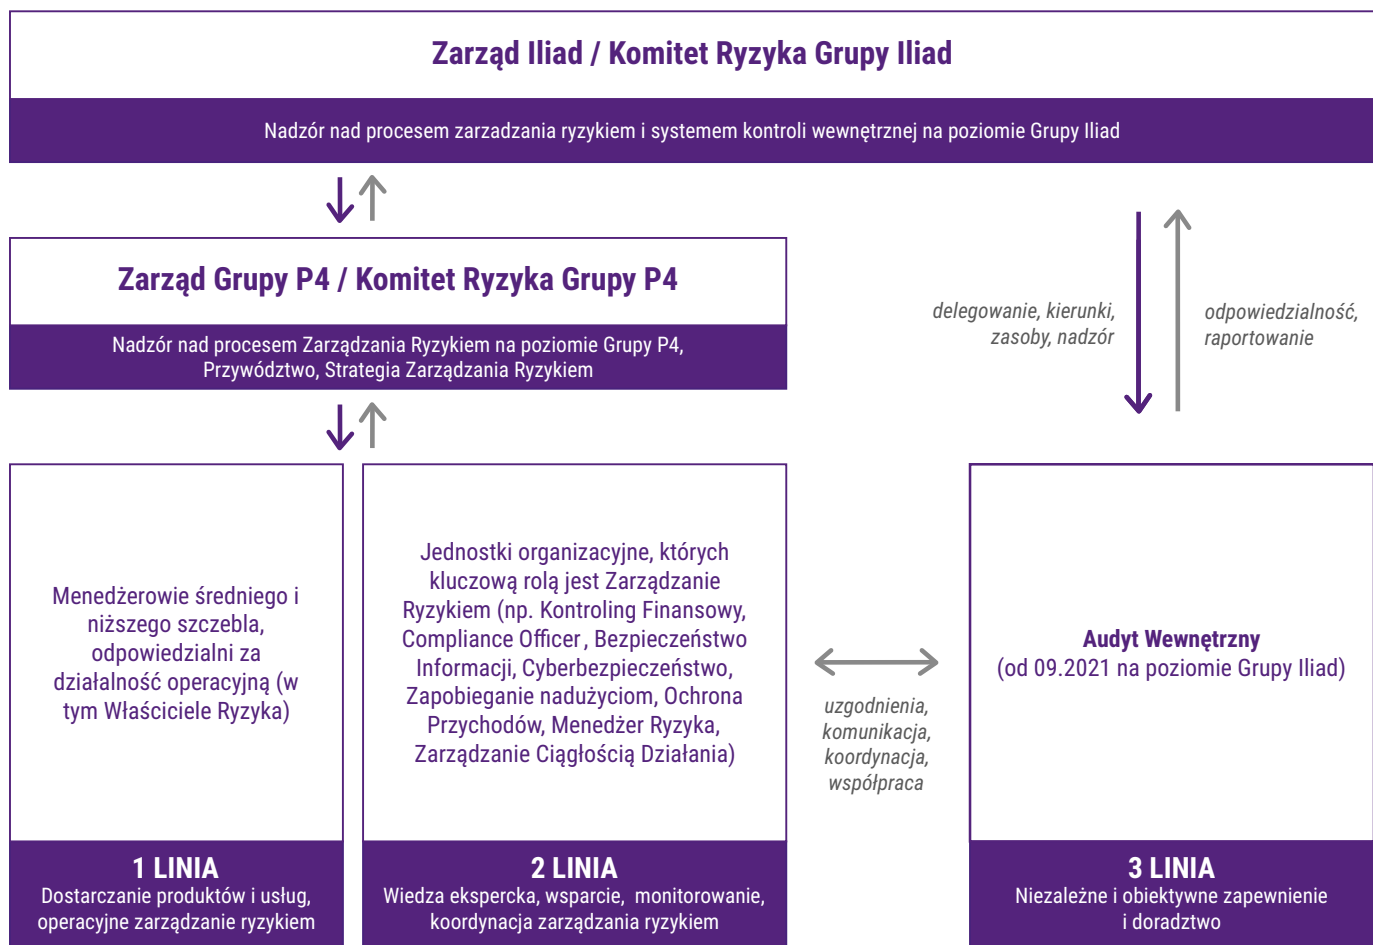 Zarząd Iliad / Komitet Ryzyka Grupy Iliad
Nadzór nad procesem zarzadzania ryzykiem i systemem kontroli wewnętrznej na poziomie Grupy Iliad
Zarząd Grupy P4 / Komitet Ryzyka Grupy P4
Nadzór nad procesem Zarządzania Ryzykiem na poziomie Grupy P4,
Przywództwo, Strategia Zarządzania Ryzykiem
delegowanie, kierunki,
zasoby, nadzór
odpowiedzialność,
raportowanie
Menedżerowie średniego i
niższego szczebla,
odpowiedzialni za
działalność operacyjną (w
tym Właściciele Ryzyka)
1 LINIA
Dostarczanie produktów i usług,
operacyjne zarządzanie ryzykiem
Jednostki organizacyjne, których
kluczową rolą jest Zarządzanie
Ryzykiem (np. Kontroling Finansowy,
Compliance Officer, Bezpieczeństwo
Informacji, Cyberbezpieczeństwo,
Zapobieganie nadużyciom, Ochrona
Przychodów, Menedżer Ryzyka,
Zarządzanie Ciągłością Działania)
2 LINIA
Wiedza ekspercka, wsparcie, monitorowanie,
koordynacja zarządzania ryzykiem
uzgodnienia,
komunikacja,
koordynacja,
współpraca
Audyt Wewnętrzny
(od 09.2021 na poziomie Grupy Iliad)
3 LINIA
Niezależne i obiektywne zapewnienie
i doradztwo